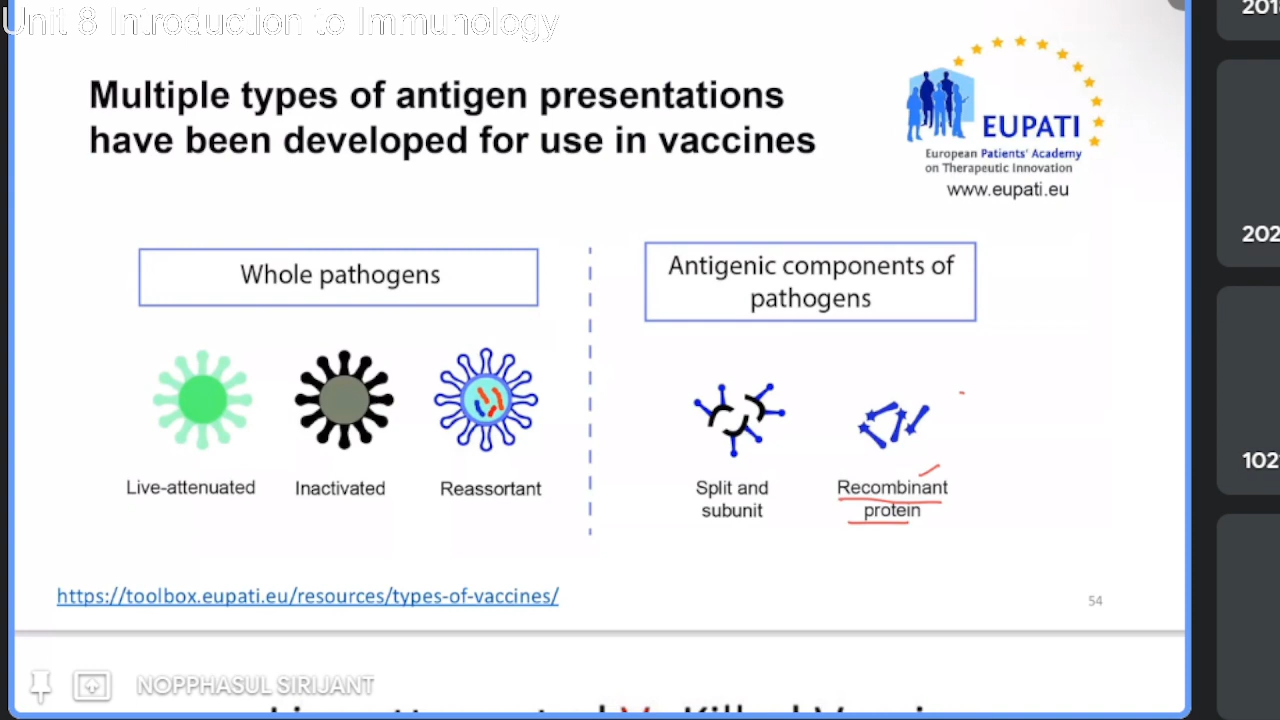 Unit 8 Introduction to Immunology
Multiple types of antigen presentations
have been developed for use in vaccines
EUPATI
European Patients' Academy
on Therapeutic Innovation
www.eupati.eu
Whole pathogens
Antigenic components of
pathogens
Live-attenuated
Inactivated
Reassortant
Split and
subunit
Recombinant
protein
https://toolbox.eupati.eu/resources/types-of-vaccines/
54
NOPPHASUL SIRIJANT
201
202
102